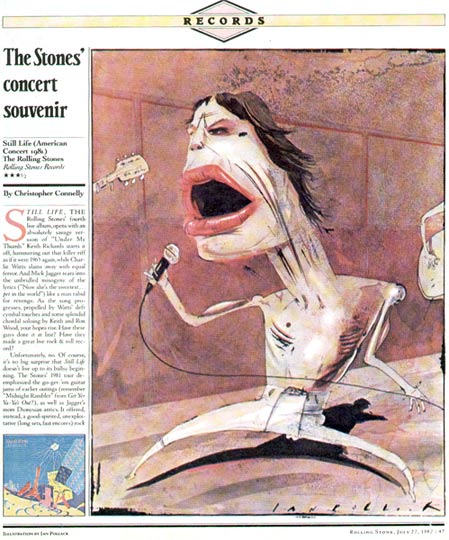 RECORDS
The Stones'
concert
souvenir
Still Life (American
Concert 1981)
The Rolling Stones
Rolling Stones Records
★★★½
By Christopher Connelly
STILL LIFE, THE
Rolling Stones' fourth
live album, opens with an
absolutely savage ver-
sion of "Under My
Thumb." Keith Richards starts it
off, hammering out that killer riff
as if it were 1965 again, while Char-
lie Watts slams away with equal
fervor. And Mick Jagger tears into
the unbridled misogyny of the
lyrics ("Now she's the sweetest...
pet in the world") like a man rabid
for revenge. As the song pro-
gresses, propelled by Watts' deft
cymbal touches and some splendid
chordal soloing by Keith and Ron
Wood, your hopes rise. Have these
guys done it at last? Have they
made a great live rock & roll rec-
ord?
Unfortunately, no. Of course,
it's no big surprise that Still Life
doesn't live up to its ballsy begin-
ning. The Stones' 1981 tour de-
emphasized the go-get-'em guitar
jams of earlier outings (remember
"Midnight Rambler" from Get Yer
Ya-Ya's Out?), as well as Jagger's
more Dionysian antics. It offered,
instead, a good-spirited, unexploi-
tative (long sets, fast encores) rock
ILLUSTRATION BY IAN POLLOCK
IAN POLLOCK
ROLLING STONE, JULY 27, 1982 / 47